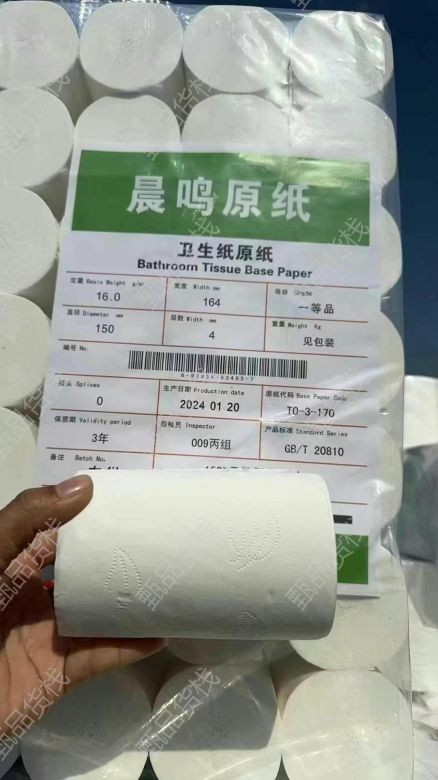 晨鸣原纸
卫生纸原纸
Bathroom Tissue Base Paper
定量 Basis Weight g/m² 宽度 Width mm 等级 Grade
16.0 164 一等品
直径 Diameter mm 层数 Width mm 重量 Weight Kg
150 4 见包装
编号 No.
接头 Splices 生产日期 Production date 原纸代码 Base Paper Code
0 2024 01 20 TO-3-170
保质期 Validity period 检员 Inspector 产品标准 Standard Series
3年 009丙组 GB/T 20810
备注 Batch No.
甄品货栈